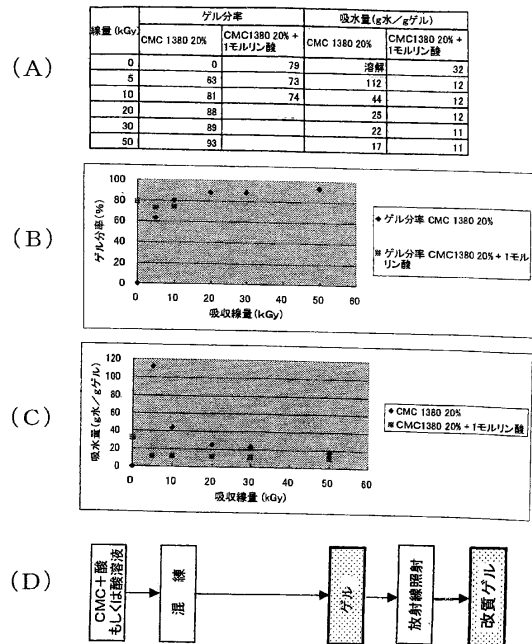 (A)
線量(kGy) ゲル分率 吸水量(g水/gゲル)
CMC 1380 20% CMC1380 20%+1モルリン酸 CMC 1380 20% CMC1380 20%+1モルリン酸
0 0 79 溶解 32
5 63 73 112 12
10 81 74 44 12
20 88 25 12
30 89 22 11
50 93 17 11
(B)
ゲル分率(%)
100
80
60
40
20
0
0 10 20 30 40 50 60
吸収線量(kGy)
ゲル分率 CMC 1380 20%
ゲル分率 CMC1380 20%+1モル
リン酸
(C)
吸水量(g水/gゲル)
120
100
80
60
40
20
0
0 10 20 30 40 50 60
吸収線量(kGy)
CMC 1380 20%
CMC1380 20%+1モルリン酸
(D)
CMC+酸
もしくは酸溶液
混練
ゲル
放射線照射
改質ゲル